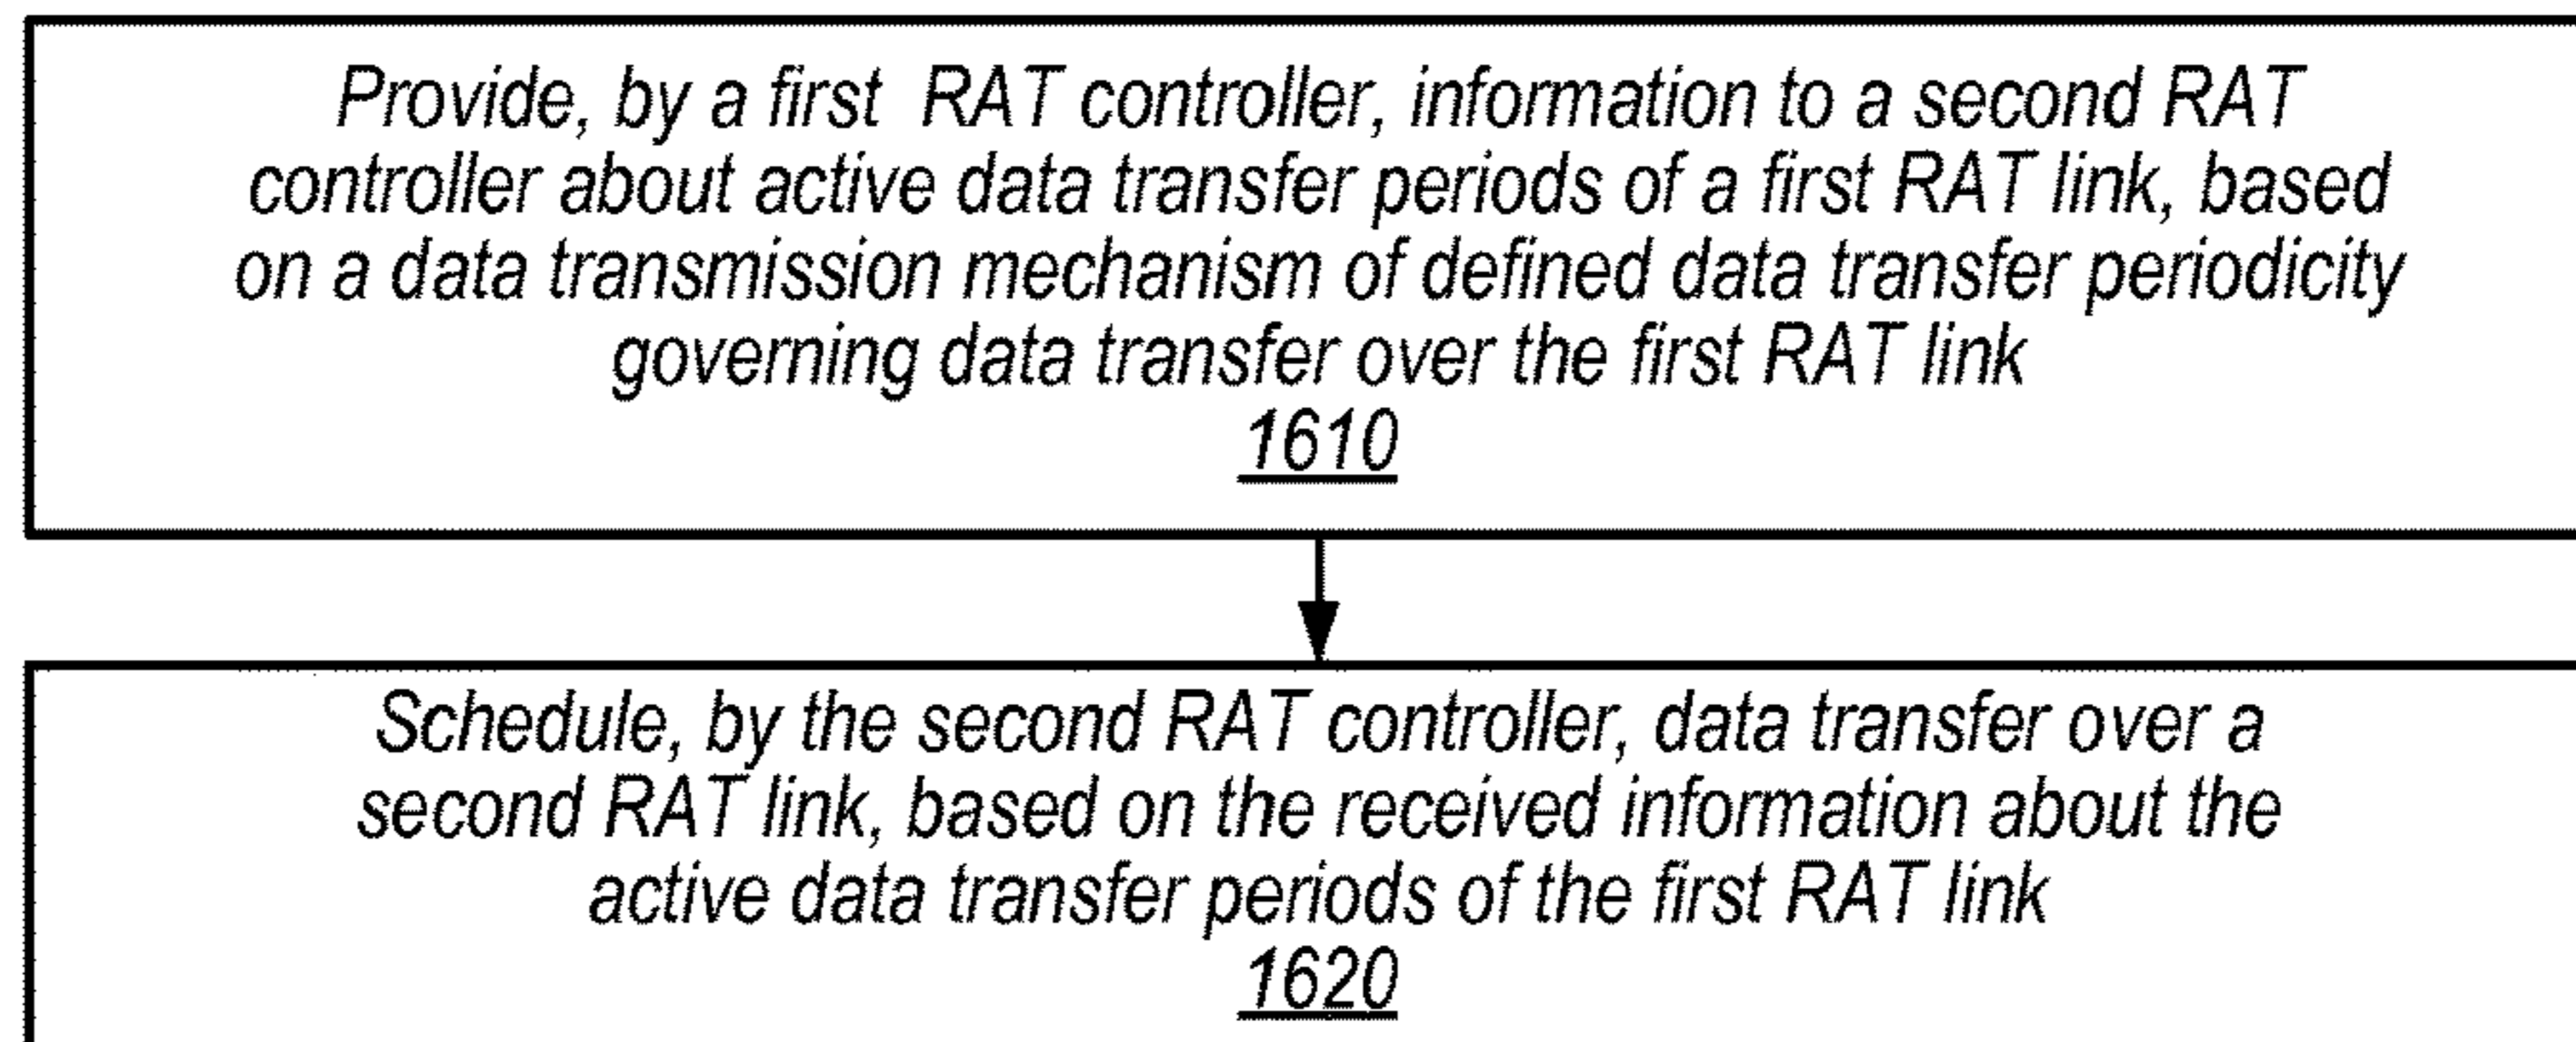 Provide, by a first RAT controller, information to a second RAT
controller about active data transfer periods of a first RAT link, based
on a data transmission mechanism of defined data transfer periodicity
governing data transfer over the first RAT link
1610
Schedule, by the second RAT controller, data transfer over a
second RAT link, based on the received information about the
active data transfer periods of the first RAT link
1620